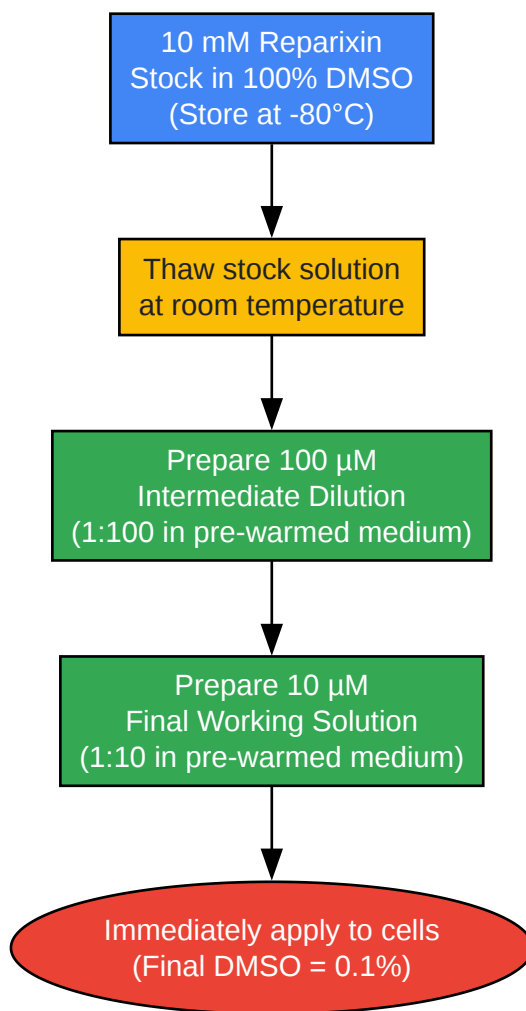 10 mM Reparixin
Stock in 100% DMSO
(Store at -80°C)
Thaw stock solution
at room temperature
Prepare 100 µM
Intermediate Dilution
(1:100 in pre-warmed medium)
Prepare 10 µM
Final Working Solution
(1:10 in pre-warmed medium)
Immediately apply to cells
(Final DMSO = 0.1%)